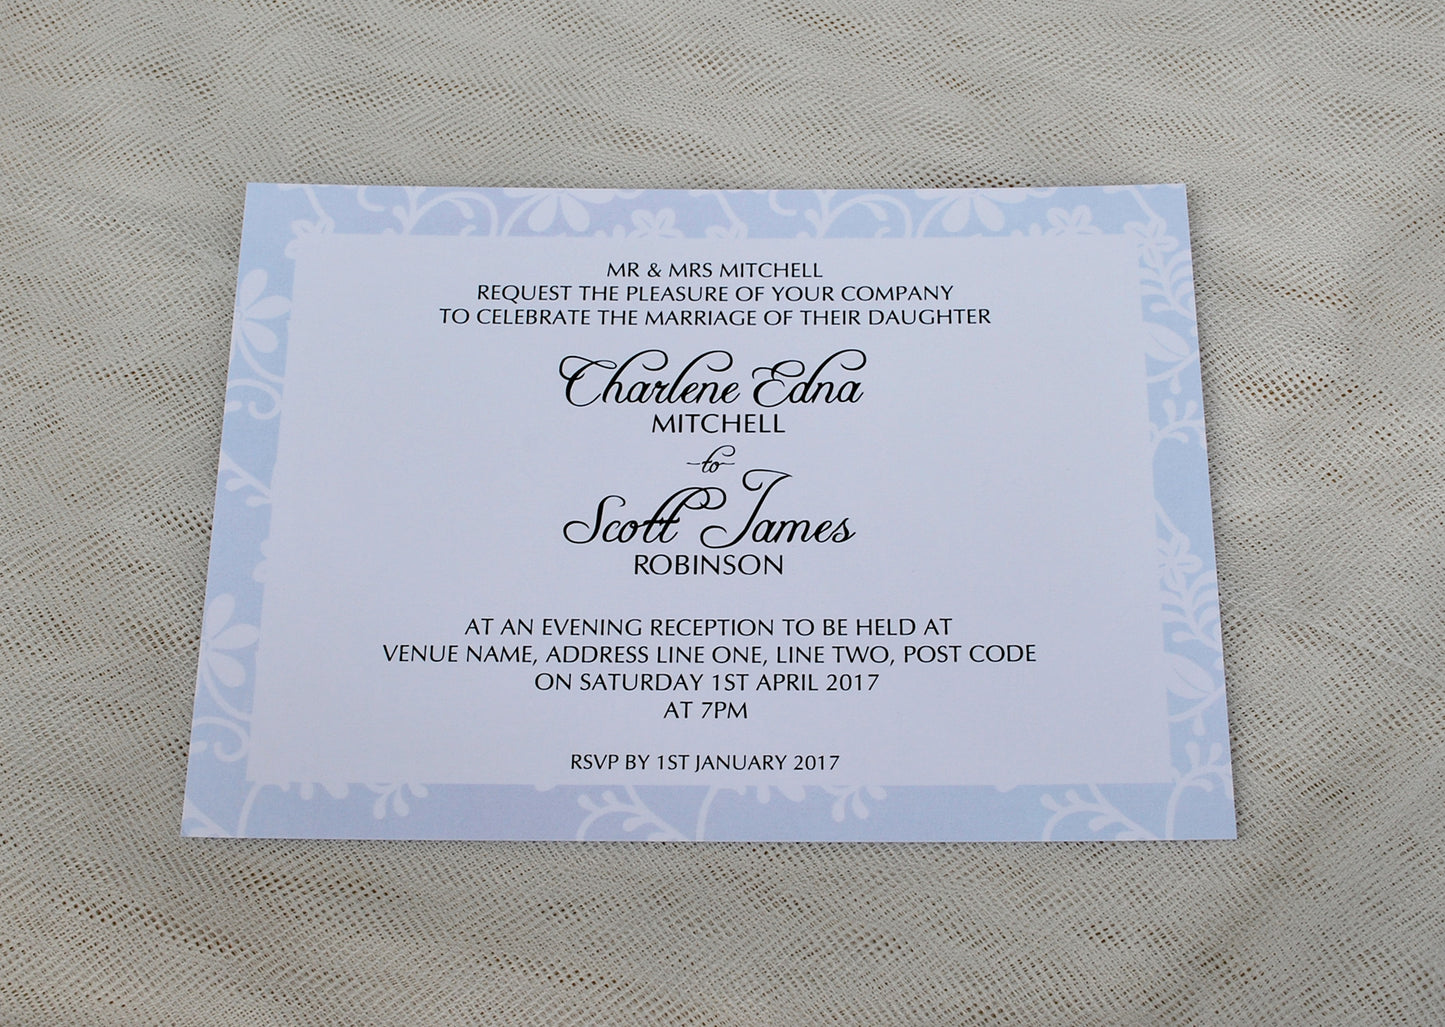 MR & MRS MITCHELL
REQUEST THE PLEASURE OF YOUR COMPANY
TO CELEBRATE THE MARRIAGE OF THEIR DAUGHTER
Charlene Edna
MITCHELL
to
Scott James
ROBINSON
AT AN EVENING RECEPTION TO BE HELD AT
VENUE NAME, ADDRESS LINE ONE, LINE TWO, POST CODE
ON SATURDAY 1ST APRIL 2017
AT 7PM
RSVP BY 1ST JANUARY 2017